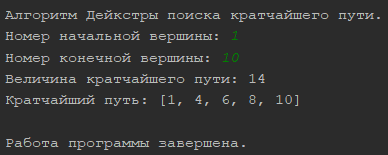 Алгоритм Дейкстры поиска кратчайшего пути.
Номер начальной вершины: 1
Номер конечной вершины: 10
Величина кратчайшего пути: 14
Кратчайший путь: [1, 4, 6, 8, 10]
Работа программы завершена.